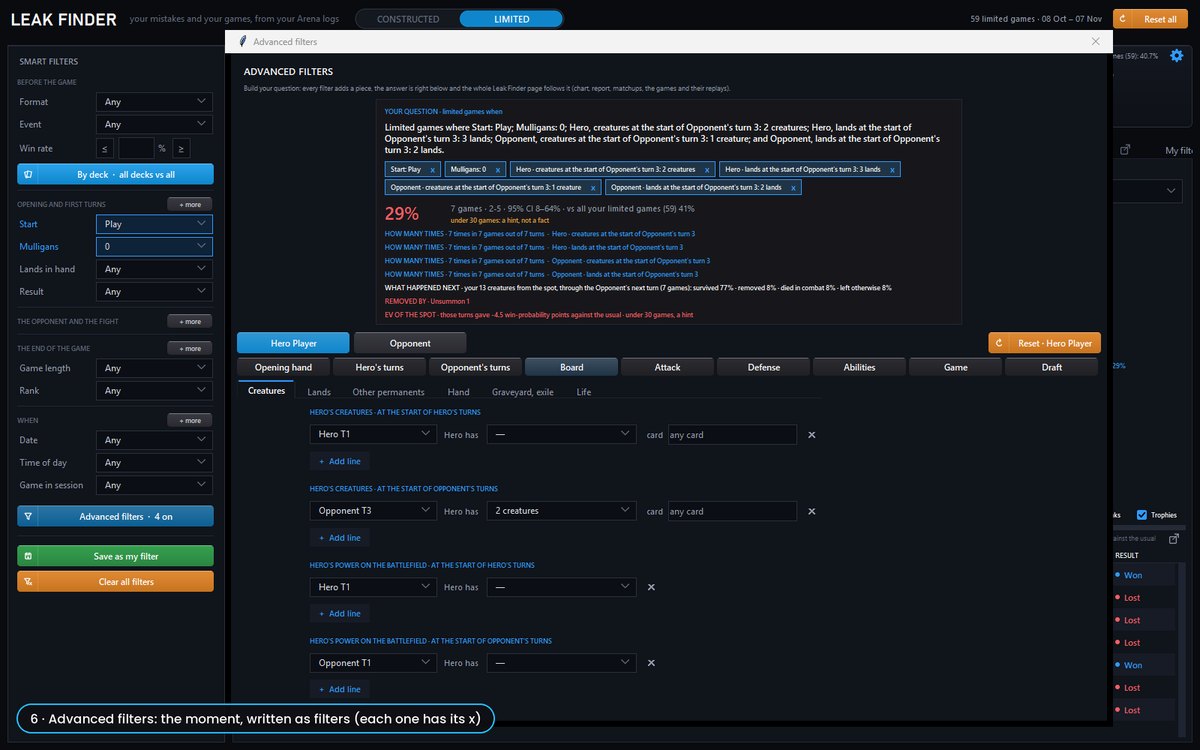 LEAK FINDER your mistakes and your games, from your Arena logs CONSTRUCTED LIMITED 59 limited games · 08 Oct – 07 Nov Reset all
SMART FILTERS
BEFORE THE GAME
Format Any
Event Any
Win rate ≤ % ≥
By deck · all decks vs all
OPENING AND FIRST TURNS + more
Start Play
Mulligans 0
Lands in hand Any
Result Any
THE OPPONENT AND THE FIGHT + more
THE END OF THE GAME + more
Game length Any
Rank Any
WHEN + more
Date Any
Time of day Any
Game in session Any
Advanced filters · 4 on
Save as my filter
Clear all filters
Advanced filters
ADVANCED FILTERS
Build your question: every filter adds a piece, the answer is right below and the whole Leak Finder page follows it (chart, report, matchups, the games and their replays).
YOUR QUESTION · limited games when
Limited games where Start: Play; Mulligans: 0; Hero, creatures at the start of Opponent's turn 3: 2 creatures; Hero, lands at the start of
Opponent's turn 3: 3 lands; Opponent, creatures at the start of Opponent's turn 3: 1 creature; and Opponent, lands at the start of Opponent's
turn 3: 2 lands.
Start: Play x Mulligans: 0 x Hero · creatures at the start of Opponent's turn 3: 2 creatures x Hero · lands at the start of Opponent's turn 3: 3 lands x
Opponent · creatures at the start of Opponent's turn 3: 1 creature x Opponent · lands at the start of Opponent's turn 3: 2 lands x
29% 7 games · 2-5 · 95% CI 8–64% · vs all your limited games (59) 41%
under 30 games: a hint, not a fact
HOW MANY TIMES · 7 times in 7 games out of 7 turns - Hero · creatures at the start of Opponent's turn 3
HOW MANY TIMES · 7 times in 7 games out of 7 turns - Hero · lands at the start of Opponent's turn 3
HOW MANY TIMES · 7 times in 7 games out of 7 turns - Opponent · creatures at the start of Opponent's turn 3
HOW MANY TIMES · 7 times in 7 games out of 7 turns - Opponent · lands at the start of Opponent's turn 3
WHAT HAPPENED NEXT · your 13 creatures from the spot, through the Opponent's next turn (7 games): survived 77% · removed 8% · died in combat 8% · left otherwise 8%
REMOVED BY · Unsummon 1
EV OF THE SPOT · those turns gave -4.5 win-probability points against the usual · under 30 games, a hint
Hero Player Opponent Reset · Hero Player
Opening hand Hero's turns Opponent's turns Board Attack Defense Abilities Game Draft
Creatures Lands Other permanents Hand Graveyard, exile Life
HERO'S CREATURES · AT THE START OF HERO'S TURNS
Hero T1 Hero has — card any card ✕
+ Add line
HERO'S CREATURES · AT THE START OF OPPONENT'S TURNS
Opponent T3 Hero has 2 creatures card any card ✕
+ Add line
HERO'S POWER ON THE BATTLEFIELD · AT THE START OF HERO'S TURNS
Hero T1 Hero has — ✕
+ Add line
HERO'S POWER ON THE BATTLEFIELD · AT THE START OF OPPONENT'S TURNS
Opponent T1 Hero has — ✕
+ Add line
(59): 40.7%
My filt
29%
Trophies
ainst the usual
RESULT
Won
Lost
Lost
Lost
Won
Lost
Lost
6 · Advanced filters: the moment, written as filters (each one has its x)